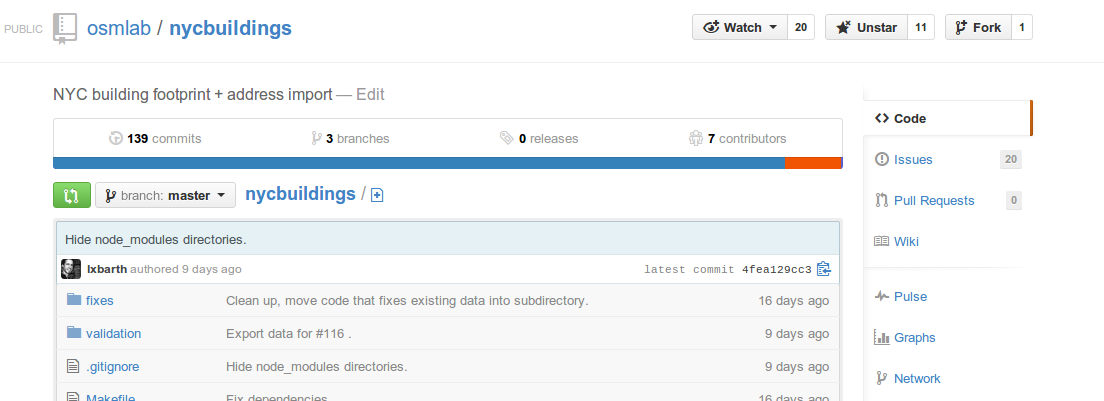 PUBLIC osmlab / nycbuildings Watch 20 Unstar 11 Fork 1
NYC building footprint + address import — Edit
139 commits 3 branches 0 releases 7 contributors
branch: master nycbuildings /
Hide node_modules directories.
lxbarth authored 9 days ago latest commit 4fea129cc3
fixes Clean up, move code that fixes existing data into subdirectory. 16 days ago
validation Export data for #116 . 9 days ago
.gitignore Hide node_modules directories. 9 days ago
Makefile Fix dependencies 16 days ago
Code
Issues 20
Pull Requests 0
Wiki
Pulse
Graphs
Network